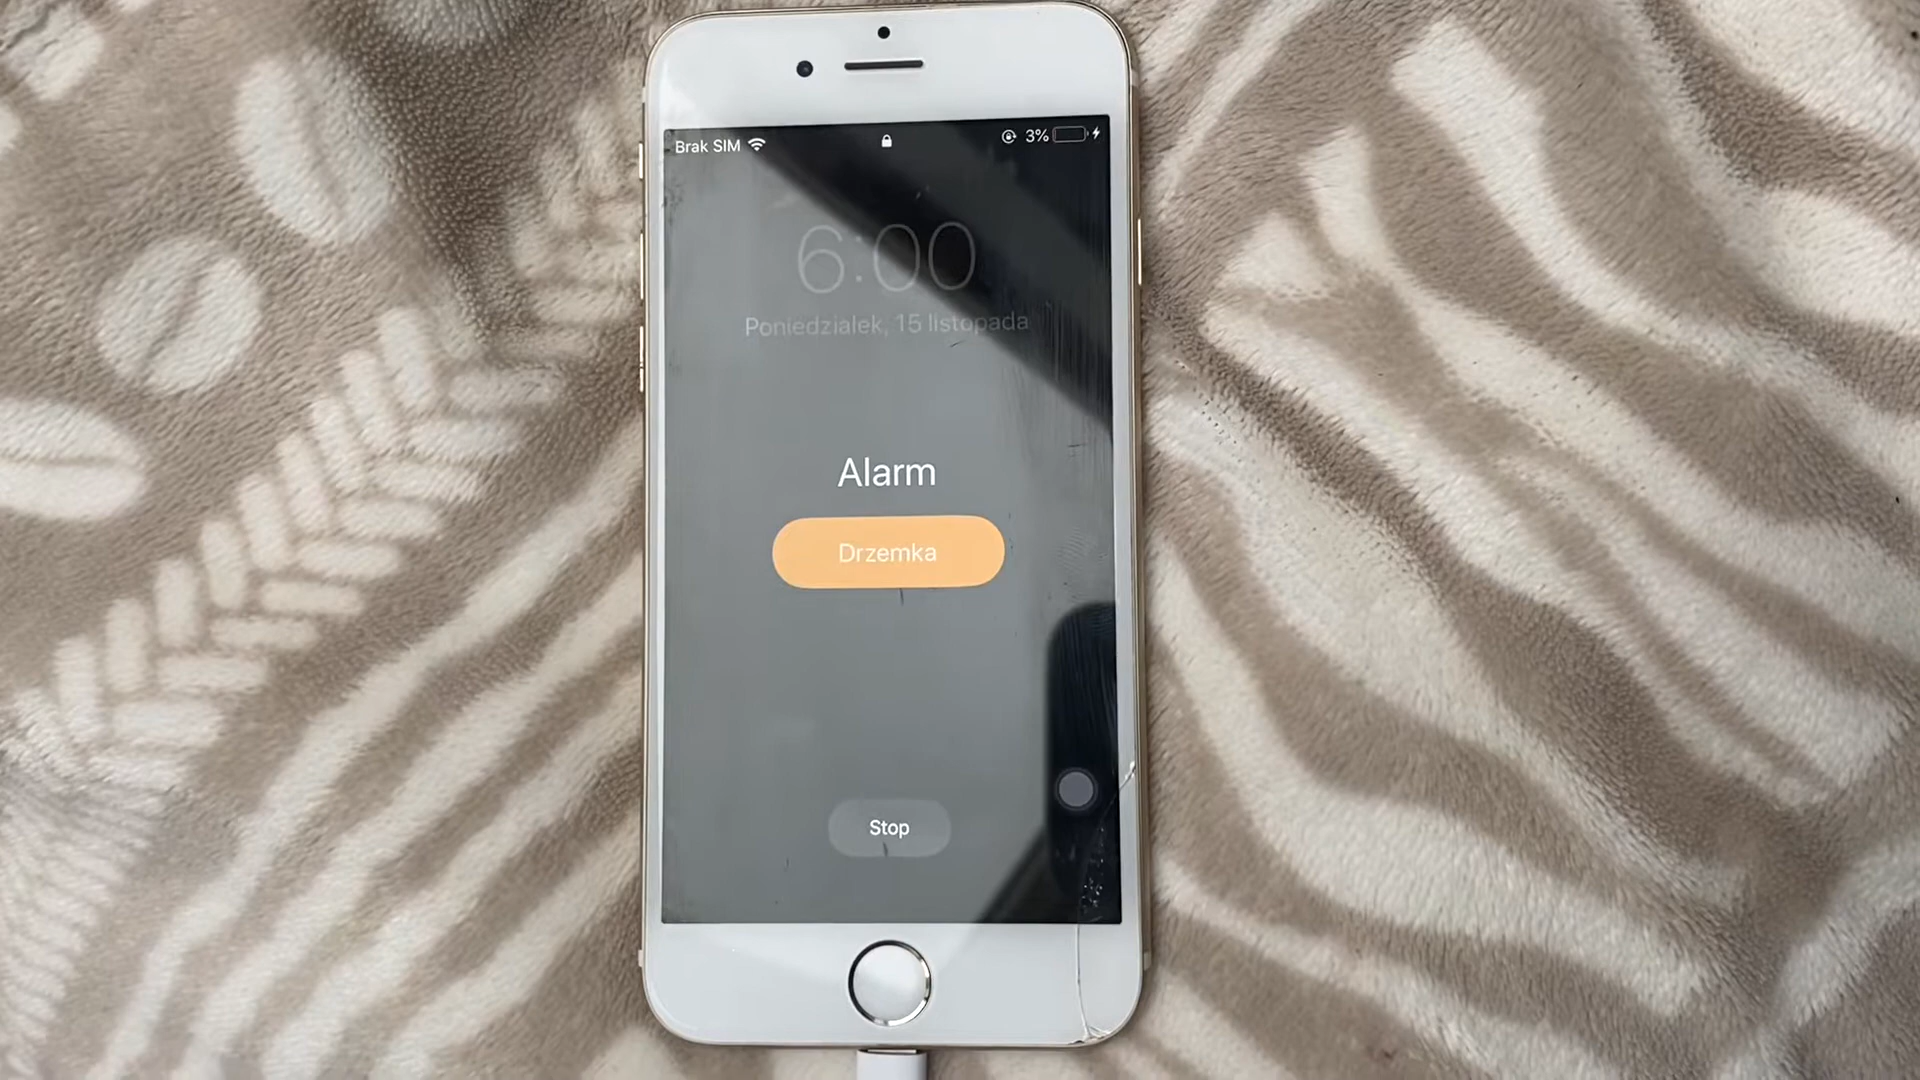 Brak SIM 3%
6:00
Poniedziałek, 15 listopada
Alarm
Drzemka
Stop